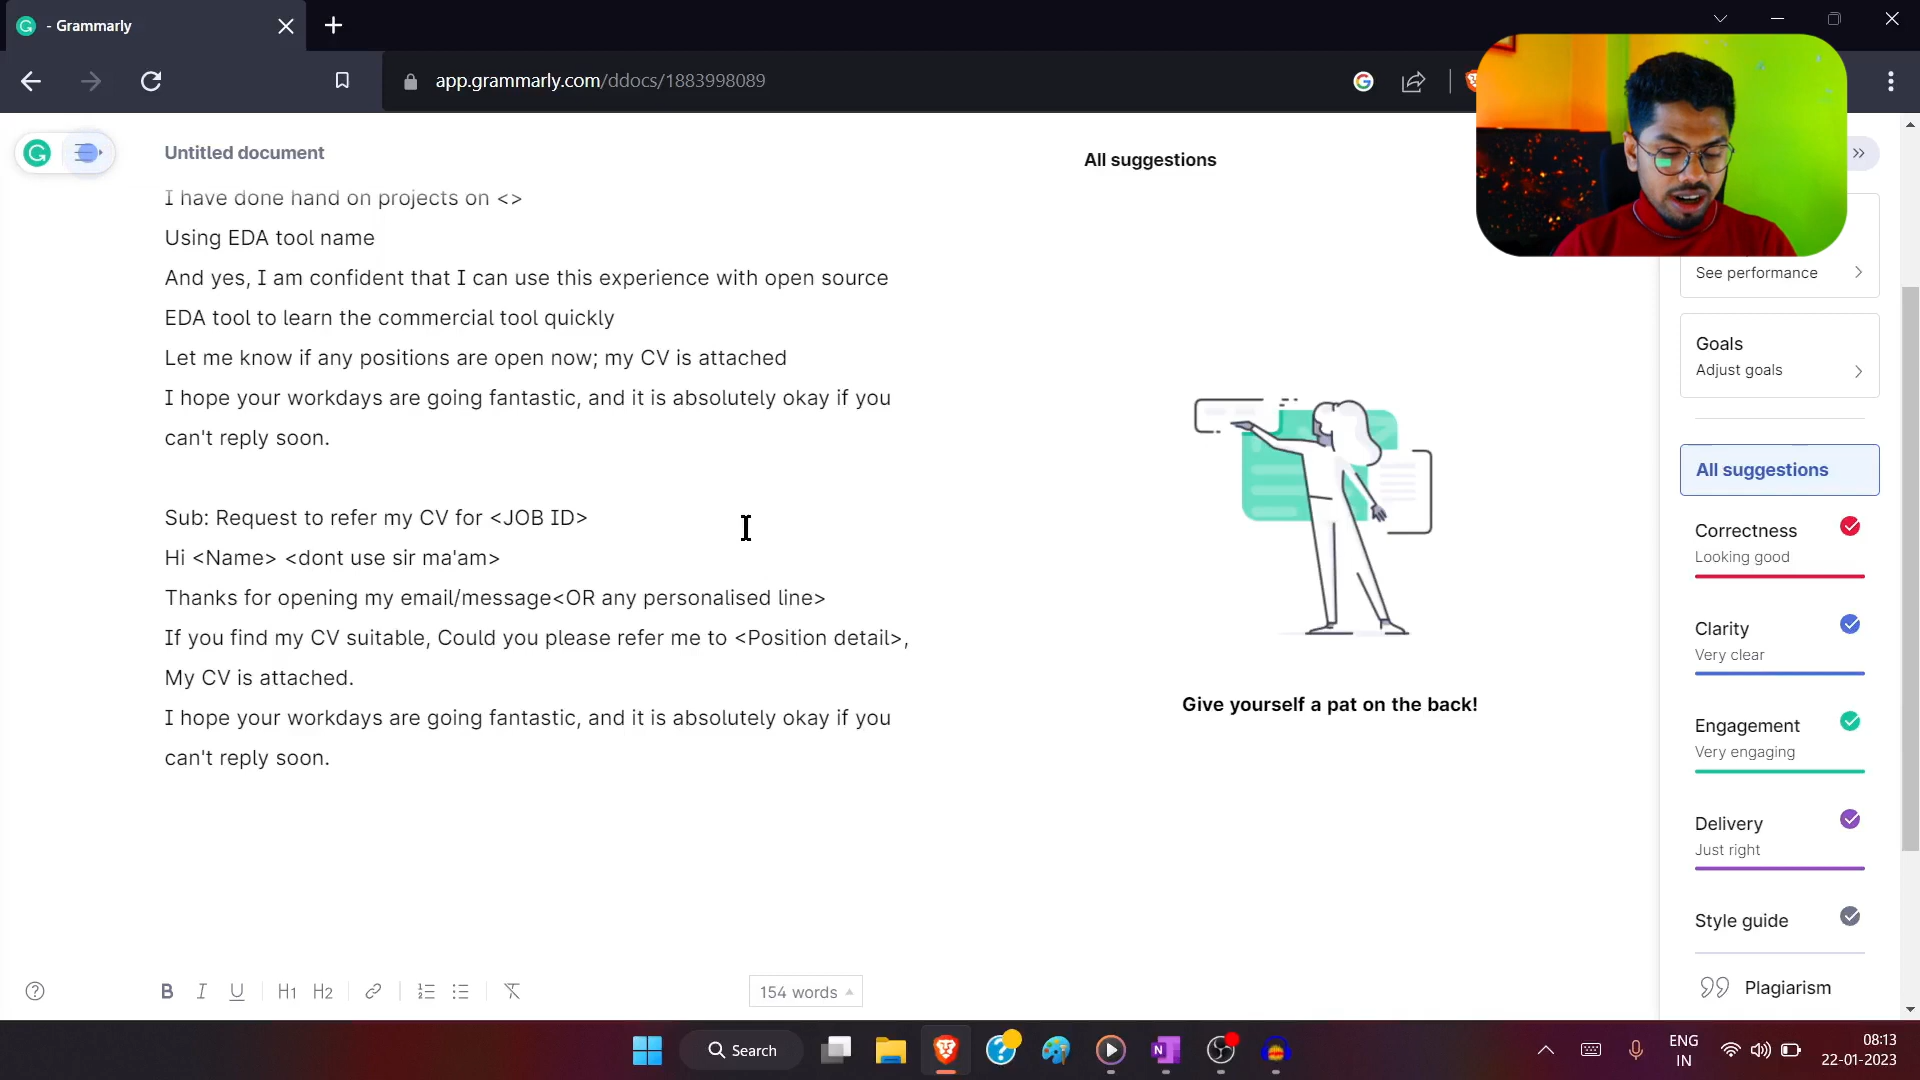 - Grammarly
app.grammarly.com/ddocs/1883998089
Untitled document
All suggestions
I have done hand on projects on <>
Using EDA tool name
And yes, I am confident that I can use this experience with open source
EDA tool to learn the commercial tool quickly
Let me know if any positions are open now; my CV is attached
I hope your workdays are going fantastic, and it is absolutely okay if you
can't reply soon.
Sub: Request to refer my CV for <JOB ID>
Hi <Name> <dont use sir ma'am>
Thanks for opening my email/message<OR any personalised line>
If you find my CV suitable, Could you please refer me to <Position detail>,
My CV is attached.
I hope your workdays are going fantastic, and it is absolutely okay if you
can't reply soon.
Give yourself a pat on the back!
See performance
Goals
Adjust goals
All suggestions
Correctness
Looking good
Clarity
Very clear
Engagement
Very engaging
Delivery
Just right
Style guide
Plagiarism
B I U H1 H2
154 words
Search
ENG
IN
08:13
22-01-2023